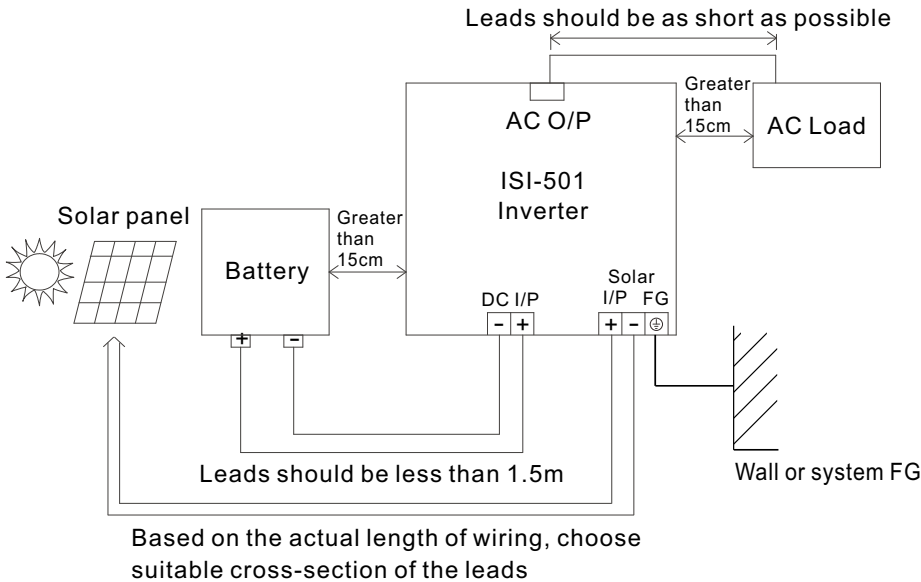 Leads should be as short as possible
Greater
than
15cm
AC O/P
AC Load
ISI-501
Inverter
Solar panel
Greater
than
15cm
Battery
Solar
DC I/P
I/P FG
- +
+ -
+ -
Leads should be less than 1.5m
Wall or system FG
Based on the actual length of wiring, choose
suitable cross-section of the leads